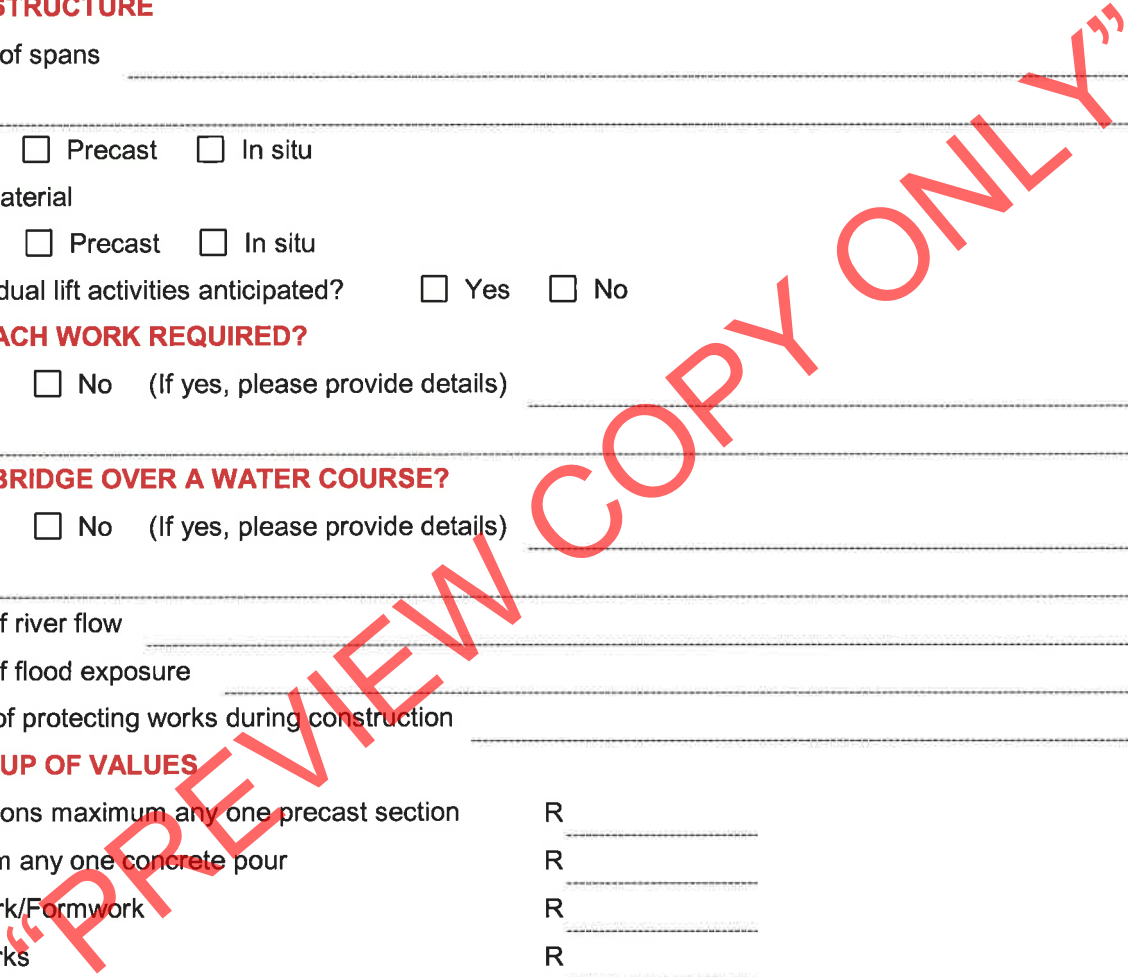 STRUCTURE
of spans
Precast In situ
aterial
Precast In situ
dual lift activities anticipated? Yes No
ACH WORK REQUIRED?
No (If yes, please provide details)
BRIDGE OVER A WATER COURSE?
No (If yes, please provide details)
f river flow
f flood exposure
of protecting works during construction
UP OF VALUES
ons maximum any one precast section R
m any one concrete pour R
rk/Formwork R
rks R
“PREVIEW COPY ONLY”